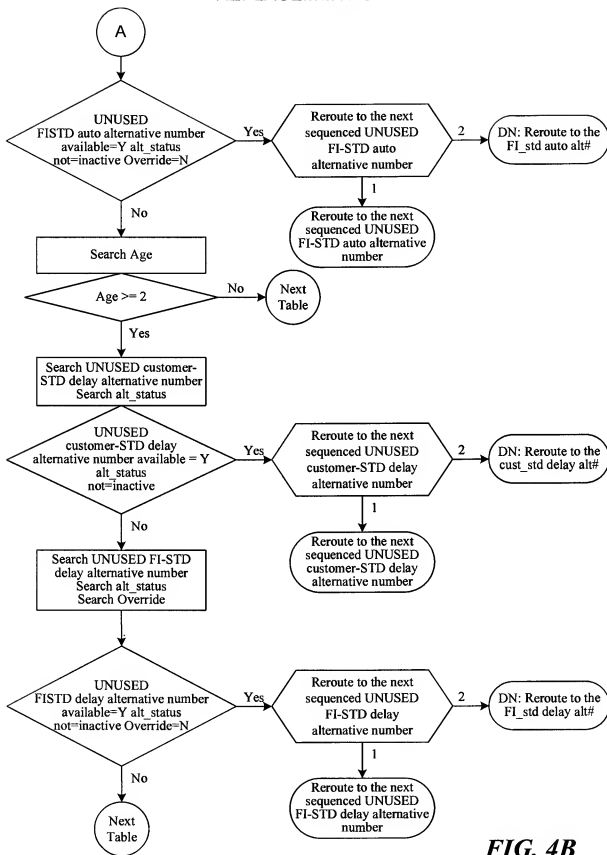 A
UNUSED
FISTD auto alternative number
available=Y alt_status
not=inactive Override=N
Yes
Reroute to the next
sequenced UNUSED
FI-STD auto
alternative number
2
DN: Reroute to the
FI_std auto alt#
1
Reroute to the next
sequenced UNUSED
FI-STD auto alternative
number
No
Search Age
Age >= 2
No
Next
Table
Yes
Search UNUSED customer-
STD delay alternative number
Search alt_status
UNUSED
customer-STD delay
alternative number available = Y
alt_status
not=inactive
Yes
Reroute to the next
sequenced UNUSED
customer-STD delay
alternative number
2
DN: Reroute to the
cust_std delay alt#
1
Reroute to the next
sequenced UNUSED
customer-STD delay
alternative number
No
Search UNUSED FI-STD
delay alternative number
Search alt_status
Search Override
UNUSED
FISTD delay alternative number
available=Y alt_status
not=inactive Override=N
Yes
Reroute to the next
sequenced UNUSED
FI-STD delay
alternative number
2
DN: Reroute to the
FI_std delay alt#
1
Reroute to the next
sequenced UNUSED
FI-STD delay alternative
number
No
Next
Table
FIG. 4B